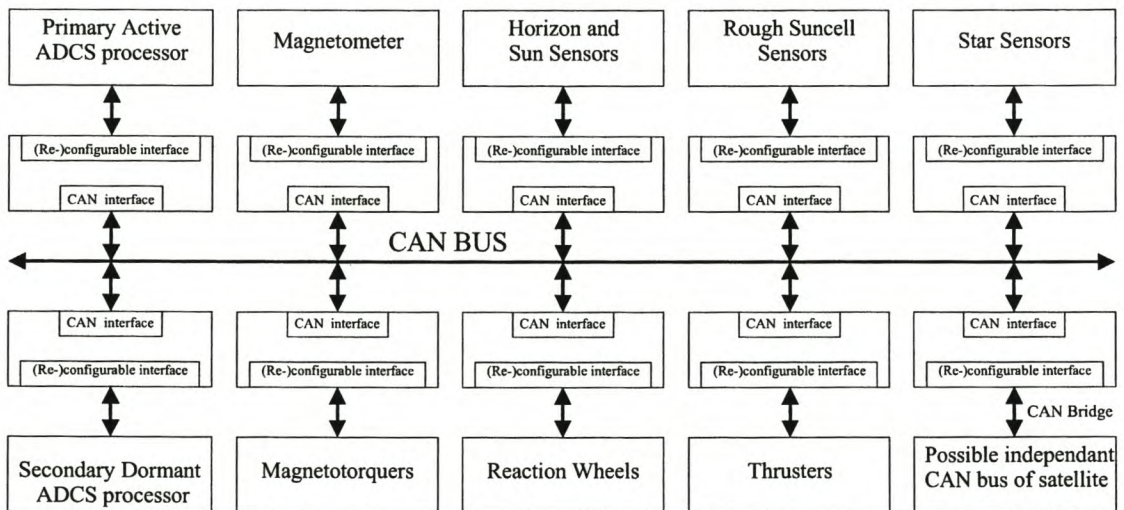 Primary Active
ADCS processor
Magnetometer
Horizon and
Sun Sensors
Rough Suncell
Sensors
Star Sensors
(Re-)configurable interface
(Re-)configurable interface
(Re-)configurable interface
(Re-)configurable interface
(Re-)configurable interface
CAN interface
CAN interface
CAN interface
CAN interface
CAN interface
CAN BUS
CAN interface
CAN interface
CAN interface
CAN interface
CAN interface
(Re-)configurable interface
(Re-)configurable interface
(Re-)configurable interface
(Re-)configurable interface
(Re-)configurable interface
CAN Bridge
Secondary Dormant
ADCS processor
Magnetotorquers
Reaction Wheels
Thrusters
Possible independant
CAN bus of satellite